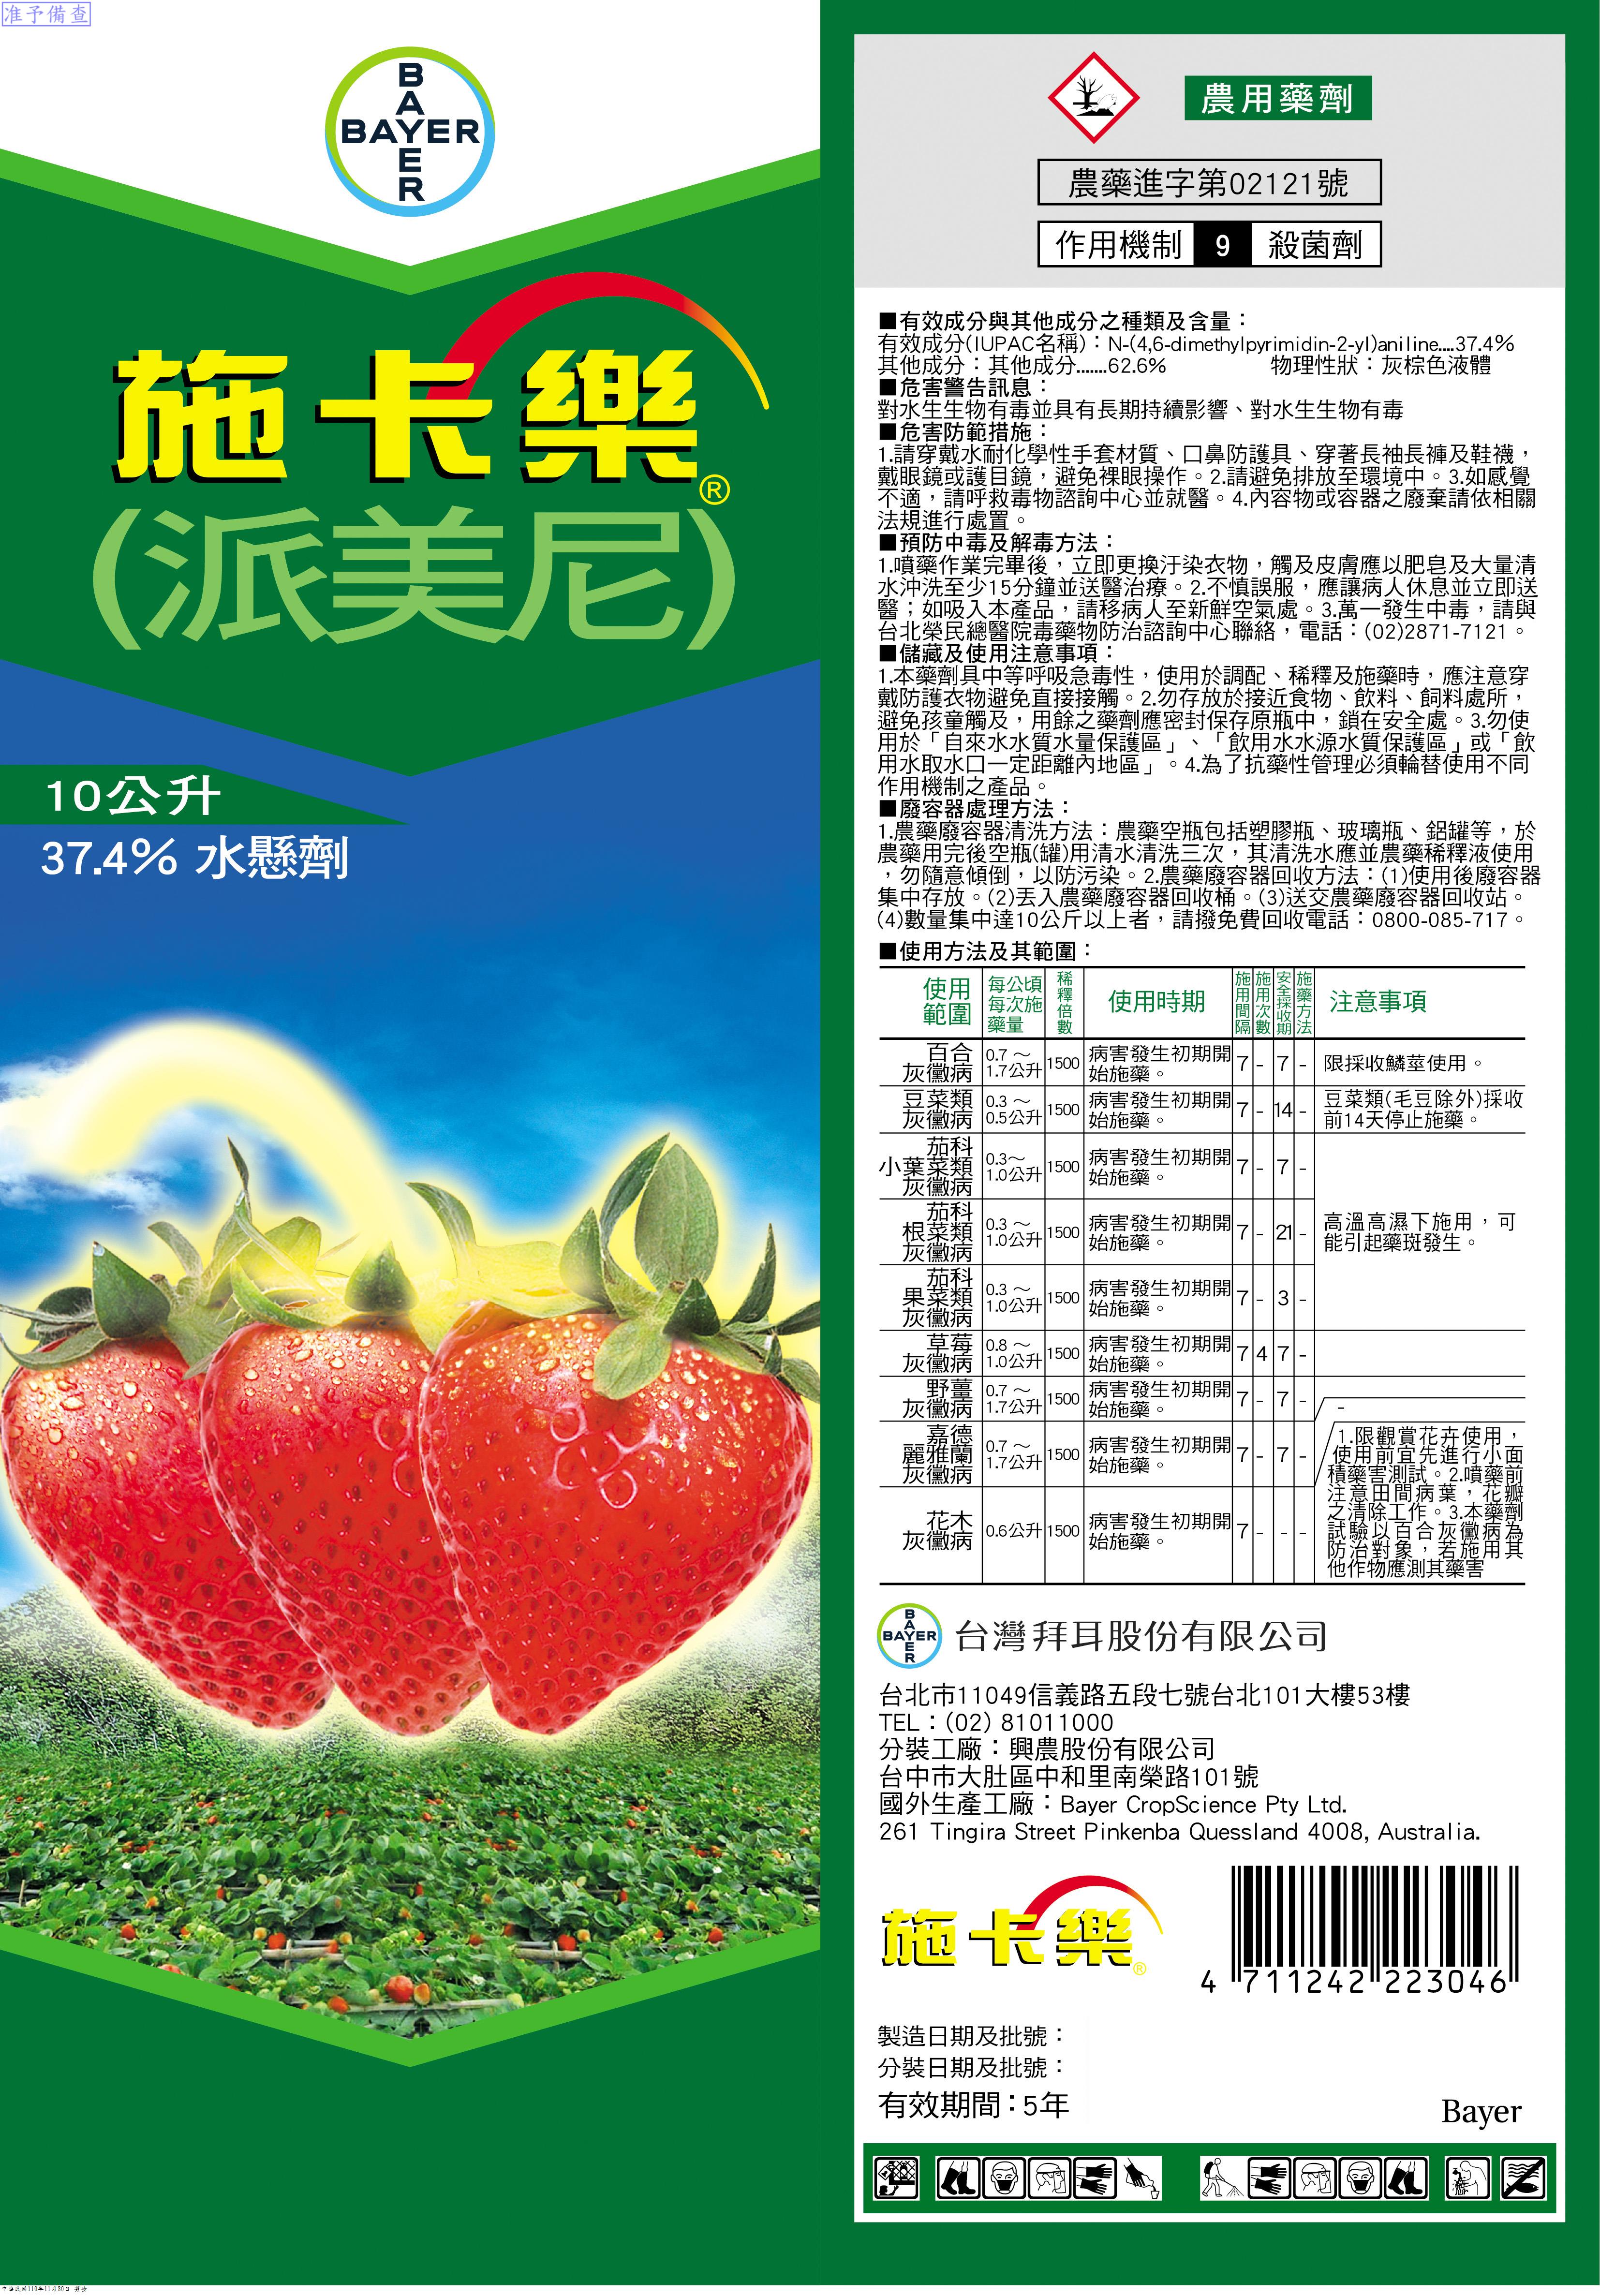 准予備查
BAYER
BAYER
施卡樂®
(派美尼)
10公升
37.4% 水懸劑
農用藥劑
農藥進字第02121號
作用機制 9 殺菌劑
■有效成分與其他成分之種類及含量：
有效成分(IUPAC名稱)：N-(4,6-dimethylpyrimidin-2-yl)aniline....37.4%
其他成分：其他成分.......62.6% 物理性狀：灰棕色液體
■危害警告訊息：
對水生生物有毒並具有長期持續影響、對水生生物有毒
■危害防範措施：
1.請穿戴水耐化學性手套材質、口鼻防護具、穿著長袖長褲及鞋襪，
戴眼鏡或護目鏡，避免裸眼操作。2.請避免排放至環境中。3.如感覺
不適，請呼救毒物諮詢中心並就醫。4.內容物或容器之廢棄請依相關
法規進行處置。
■預防中毒及解毒方法：
1.噴藥作業完畢後，立即更換汙染衣物，觸及皮膚應以肥皂及大量清
水沖洗至少15分鐘並送醫治療。2.不慎誤服，應讓病人休息並立即送
醫；如吸入本產品，請移病人至新鮮空氣處。3.萬一發生中毒，請與
台北榮民總醫院毒藥物防治諮詢中心聯絡，電話：(02)2871-7121。
■儲藏及使用注意事項：
1.本藥劑具中等呼吸急毒性，使用於調配、稀釋及施藥時，應注意穿
戴防護衣物避免直接接觸。2.勿存放於接近食物、飲料、飼料處所，
避免孩童觸及，用餘之藥劑應密封保存原瓶中，鎖在安全處。3.勿使
用於「自來水水質水量保護區」、「飲用水水源水質保護區」或「飲
用水取水口一定距離內地區」。4.為了抗藥性管理必須輪替使用不同
作用機制之產品。
■廢容器處理方法：
1.農藥廢容器清洗方法：農藥空瓶包括塑膠瓶、玻璃瓶、鋁罐等，於
農藥用完後空瓶(罐)用清水清洗三次，其清洗水應並農藥稀釋液使用
，勿隨意傾倒，以防污染。2.農藥廢容器回收方法：(1)使用後廢容器
集中存放。(2)丟入農藥廢容器回收桶。(3)送交農藥廢容器回收站。
(4)數量集中達10公斤以上者，請撥免費回收電話：0800-085-717。
■使用方法及其範圍：
使用範圍 每公頃每次施藥量 稀釋倍數 使用時期 施用間隔 施用次數 安全採收期 施藥方法 注意事項
百合灰黴病 0.7～1.7公升 1500 病害發生初期開始施藥。 7 - 7 - 限採收鱗莖使用。
豆菜類灰黴病 0.3～0.5公升 1500 病害發生初期開始施藥。 7 - 14 - 豆菜類(毛豆除外)採收前14天停止施藥。
茄科小葉菜類灰黴病 0.3～1.0公升 1500 病害發生初期開始施藥。 7 - 7 -
茄科根菜類灰黴病 0.3～1.0公升 1500 病害發生初期開始施藥。 7 - 21 - 高溫高濕下施用，可能引起藥斑發生。
茄科果菜類灰黴病 0.3～1.0公升 1500 病害發生初期開始施藥。 7 - 3 -
草莓灰黴病 0.8～1.0公升 1500 病害發生初期開始施藥。 7 4 7 -
野薑灰黴病 0.7～1.7公升 1500 病害發生初期開始施藥。 7 - 7 - -
嘉德麗雅蘭灰黴病 0.7～1.7公升 1500 病害發生初期開始施藥。 7 - 7 -
花木灰黴病 0.6公升 1500 病害發生初期開始施藥。 7 - - -
1.限觀賞花卉使用，
使用前宜先進行小面
積藥害測試。2.噴藥前
注意田間病葉，花瓣
之清除工作。3.本藥劑
試驗以百合灰黴病為
防治對象，若施用其
他作物應測其藥害
BAYER
BAYER
台灣拜耳股份有限公司
台北市11049信義路五段七號台北101大樓53樓
TEL：(02) 81011000
分裝工廠：興農股份有限公司
台中市大肚區中和里南榮路101號
國外生產工廠：Bayer CropScience Pty Ltd.
261 Tingira Street Pinkenba Quessland 4008, Australia.
施卡樂®
4 711242 223046
製造日期及批號：
分裝日期及批號：
有效期間：5年
Bayer
中華民國110年11月30日 簽發